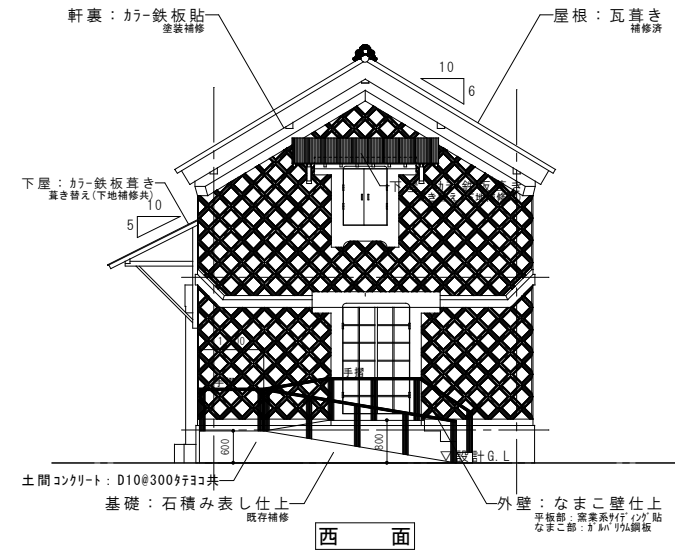 軒裏：カラー鉄板貼
塗装補修
屋根：瓦葺き
補修済
10
6
下屋：カラー鉄板葺き
葺き替え(下地補修共)
10
5
手摺
600
800
▽設計G.L
土間コンクリート：D10@300タテヨコ共
基礎：石積み表し仕上
既存補修
外壁：なまこ壁仕上
平板部：窯業系サイディング貼
なまこ部：ガルバリウム鋼板
西　面